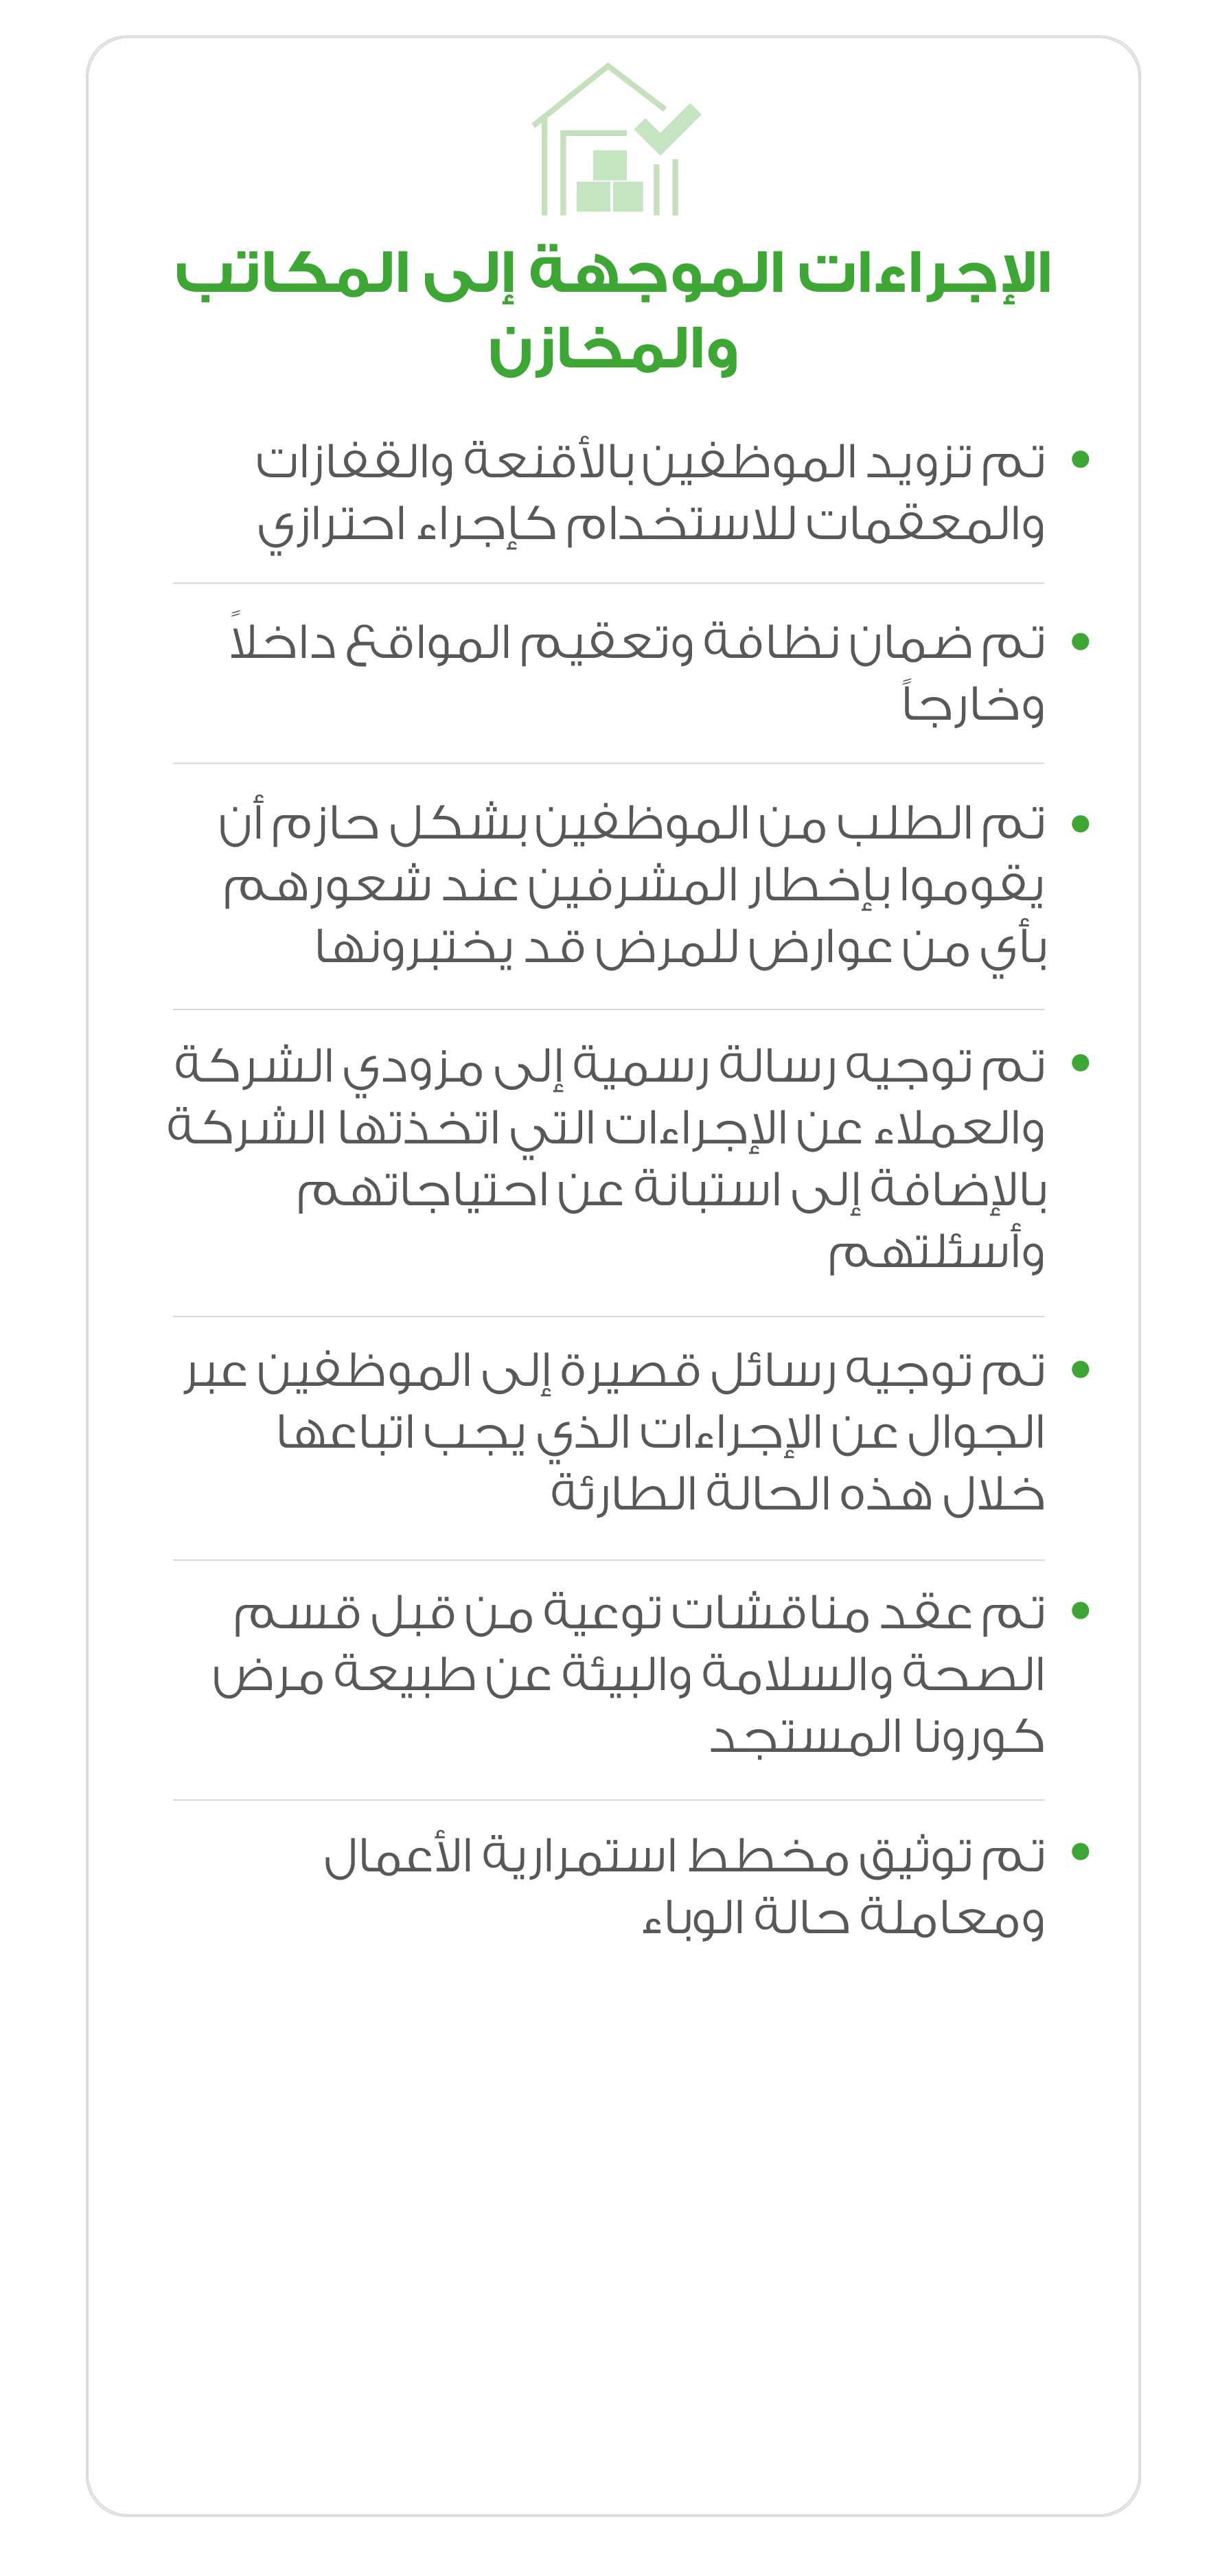 الإجراءات الموجهة إلى المكاتب
والمخازن
• تم تزويد الموظفين بالأقنعة والقفازات
والمعقمات للاستخدام كإجراء احترازي
• تم ضمان نظافة وتعقيم المواقع داخلاً
وخارجاً
• تم الطلب من الموظفين بشكل حازم أن
يقوموا بإخطار المشرفين عند شعورهم
بأي من عوارض للمرض قد يختبرونها
• تم توجيه رسالة رسمية إلى مزودي الشركة
والعملاء عن الإجراءات التي اتخذتها الشركة
بالإضافة إلى استبانة عن احتياجاتهم
وأسئلتهم
• تم توجيه رسائل قصيرة إلى الموظفين عبر
الجوال عن الإجراءات الذي يجب اتباعها
خلال هذه الحالة الطارئة
• تم عقد مناقشات توعية من قبل قسم
الصحة والسلامة والبيئة عن طبيعة مرض
كورونا المستجد
• تم توثيق مخطط استمرارية الأعمال
ومعاملة حالة الوباء